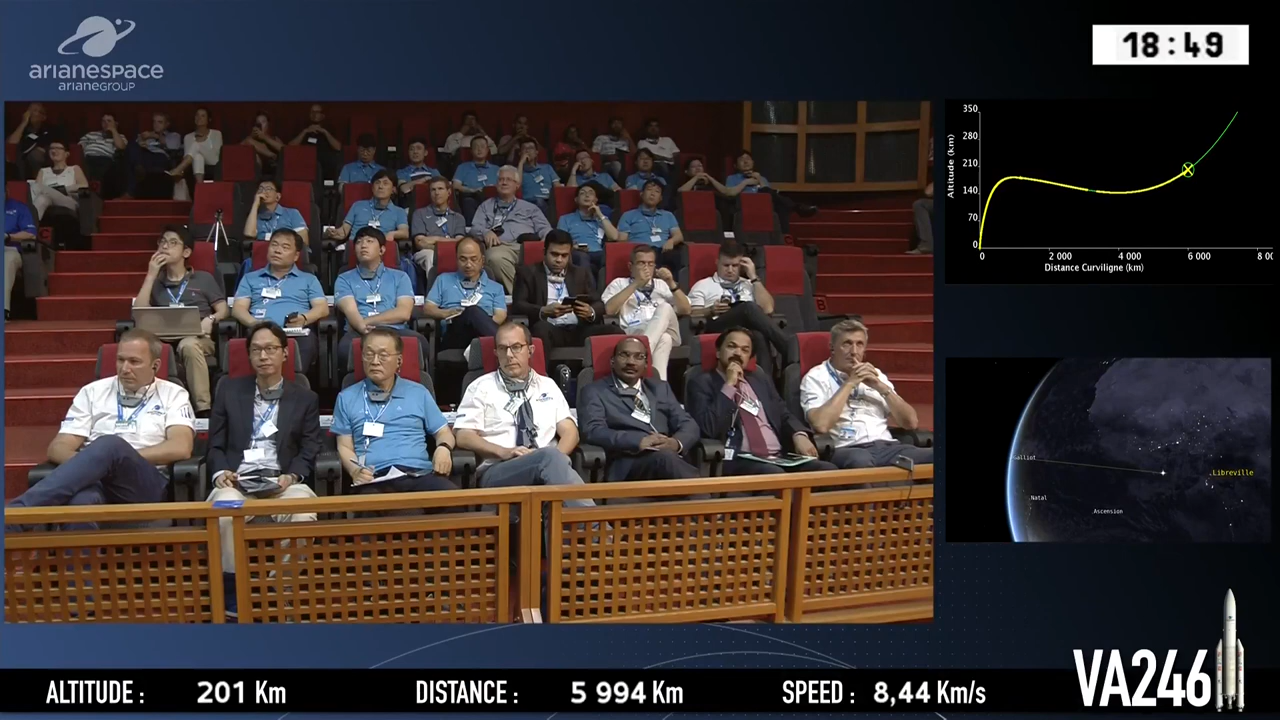 arianespace
arianeGROUP
18:49
350
280
210
140
70
0
Altitude (km)
0
2 000
4 000
6 000
8 00
Distance Curviligne (km)
Galliot
Libreville
Natal
Ascension
VA246
ALTITUDE : 201 Km
DISTANCE : 5 994 Km
SPEED : 8,44 Km/s